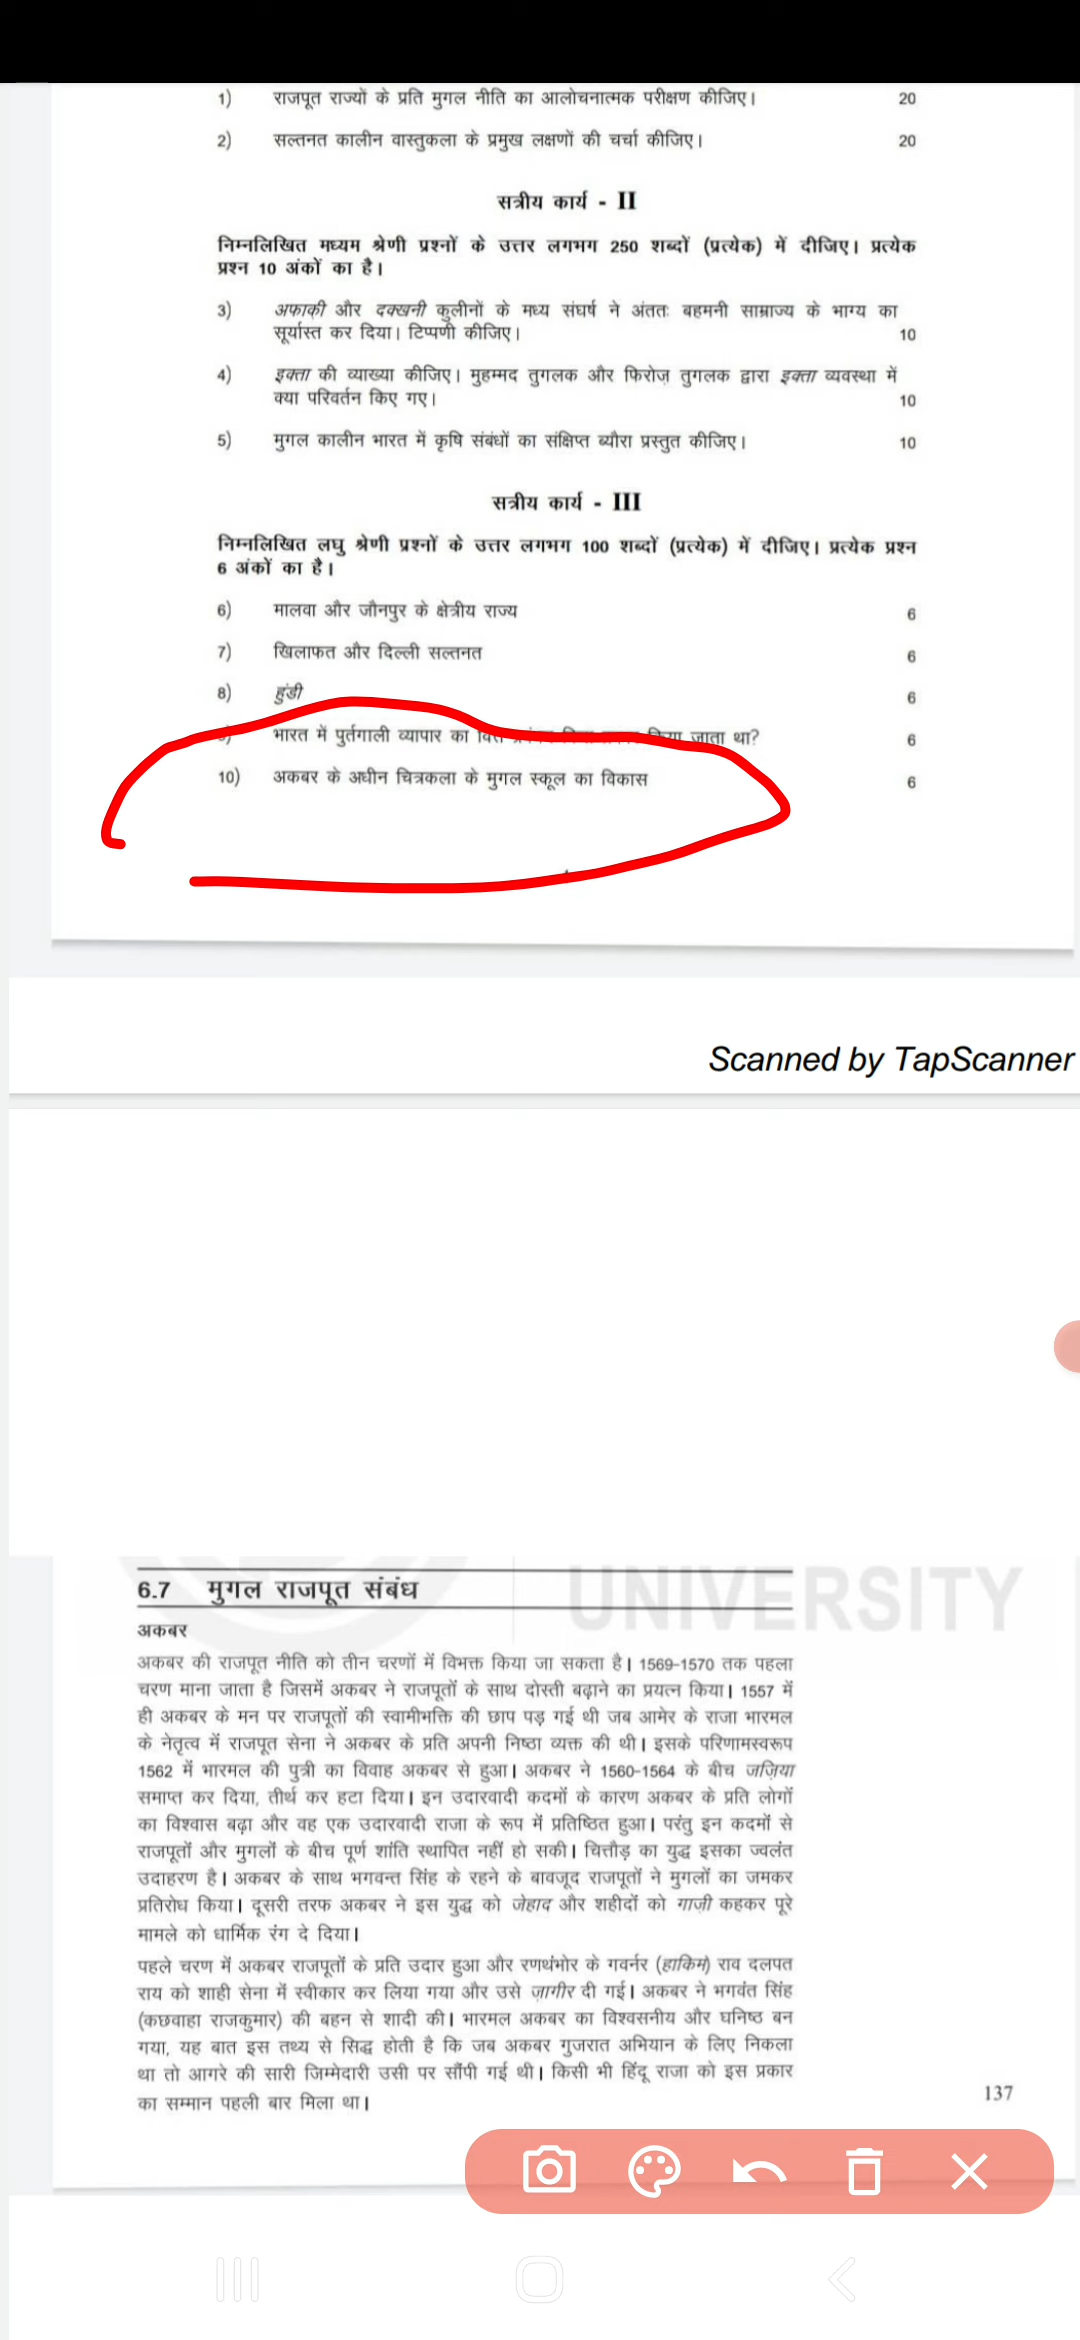 1) राजपूत राज्यों के प्रति मुगल नीति का आलोचनात्मक परीक्षण कीजिए। 20
2) सल्तनत कालीन वास्तुकला के प्रमुख लक्षणों की चर्चा कीजिए। 20
सत्रीय कार्य - II
निम्नलिखित मध्यम श्रेणी प्रश्नों के उत्तर लगभग 250 शब्दों (प्रत्येक) में दीजिए। प्रत्येक
प्रश्न 10 अंकों का है।
3) अफाकी और दक्खनी कुलीनों के मध्य संघर्ष ने अंततः बहमनी साम्राज्य के भाग्य का
सूर्यास्त कर दिया। टिप्पणी कीजिए। 10
4) इक्ता की व्याख्या कीजिए। मुहम्मद तुगलक और फिरोज़ तुगलक द्वारा इक्ता व्यवस्था में
क्या परिवर्तन किए गए। 10
5) मुगल कालीन भारत में कृषि संबंधों का संक्षिप्त ब्यौरा प्रस्तुत कीजिए। 10
सत्रीय कार्य - III
निम्नलिखित लघु श्रेणी प्रश्नों के उत्तर लगभग 100 शब्दों (प्रत्येक) में दीजिए। प्रत्येक प्रश्न
6 अंकों का है।
6) मालवा और जौनपुर के क्षेत्रीय राज्य 6
7) खिलाफत और दिल्ली सल्तनत 6
8) हुंडी 6
भारत में पुर्तगाली व्यापार का जाता था? 6
10) अकबर के अधीन चित्रकला के मुगल स्कूल का विकास 6
Scanned by TapScanner
UNIVERSITY
6.7 मुगल राजपूत संबंध
अकबर
अकबर की राजपूत नीति को तीन चरणों में विभक्त किया जा सकता है। 1569-1570 तक पहला
चरण माना जाता है जिसमें अकबर ने राजपूतों के साथ दोस्ती बढ़ाने का प्रयत्न किया। 1557 में
ही अकबर के मन पर राजपूतों की स्वामीभक्ति की छाप पड़ गई थी जब आमेर के राजा भारमल
के नेतृत्व में राजपूत सेना ने अकबर के प्रति अपनी निष्ठा व्यक्त की थी। इसके परिणामस्वरूप
1562 में भारमल की पुत्री का विवाह अकबर से हुआ। अकबर ने 1560-1564 के बीच जज़िया
समाप्त कर दिया, तीर्थ कर हटा दिया। इन उदारवादी कदमों के कारण अकबर के प्रति लोगों
का विश्वास बढ़ा और वह एक उदारवादी राजा के रूप में प्रतिष्ठित हुआ। परंतु इन कदमों से
राजपूतों और मुगलों के बीच पूर्ण शांति स्थापित नहीं हो सकी। चित्तौड़ का युद्ध इसका ज्वलंत
उदाहरण है। अकबर के साथ भगवन्त सिंह के रहने के बावजूद राजपूतों ने मुगलों का जमकर
प्रतिरोध किया। दूसरी तरफ अकबर ने इस युद्ध को जेहाद और शहीदों को गाज़ी कहकर पूरे
मामले को धार्मिक रंग दे दिया।
पहले चरण में अकबर राजपूतों के प्रति उदार हुआ और रणथंभोर के गवर्नर (हाकिम) राव दलपत
राय को शाही सेना में स्वीकार कर लिया गया और उसे ज़ागीर दी गई। अकबर ने भगवंत सिंह
(कछवाहा राजकुमार) की बहन से शादी की। भारमल अकबर का विश्वसनीय और घनिष्ठ बन
गया, यह बात इस तथ्य से सिद्ध होती है कि जब अकबर गुजरात अभियान के लिए निकला
था तो आगरे की सारी जिम्मेदारी उसी पर सौंपी गई थी। किसी भी हिंदू राजा को इस प्रकार
का सम्मान पहली बार मिला था।
137